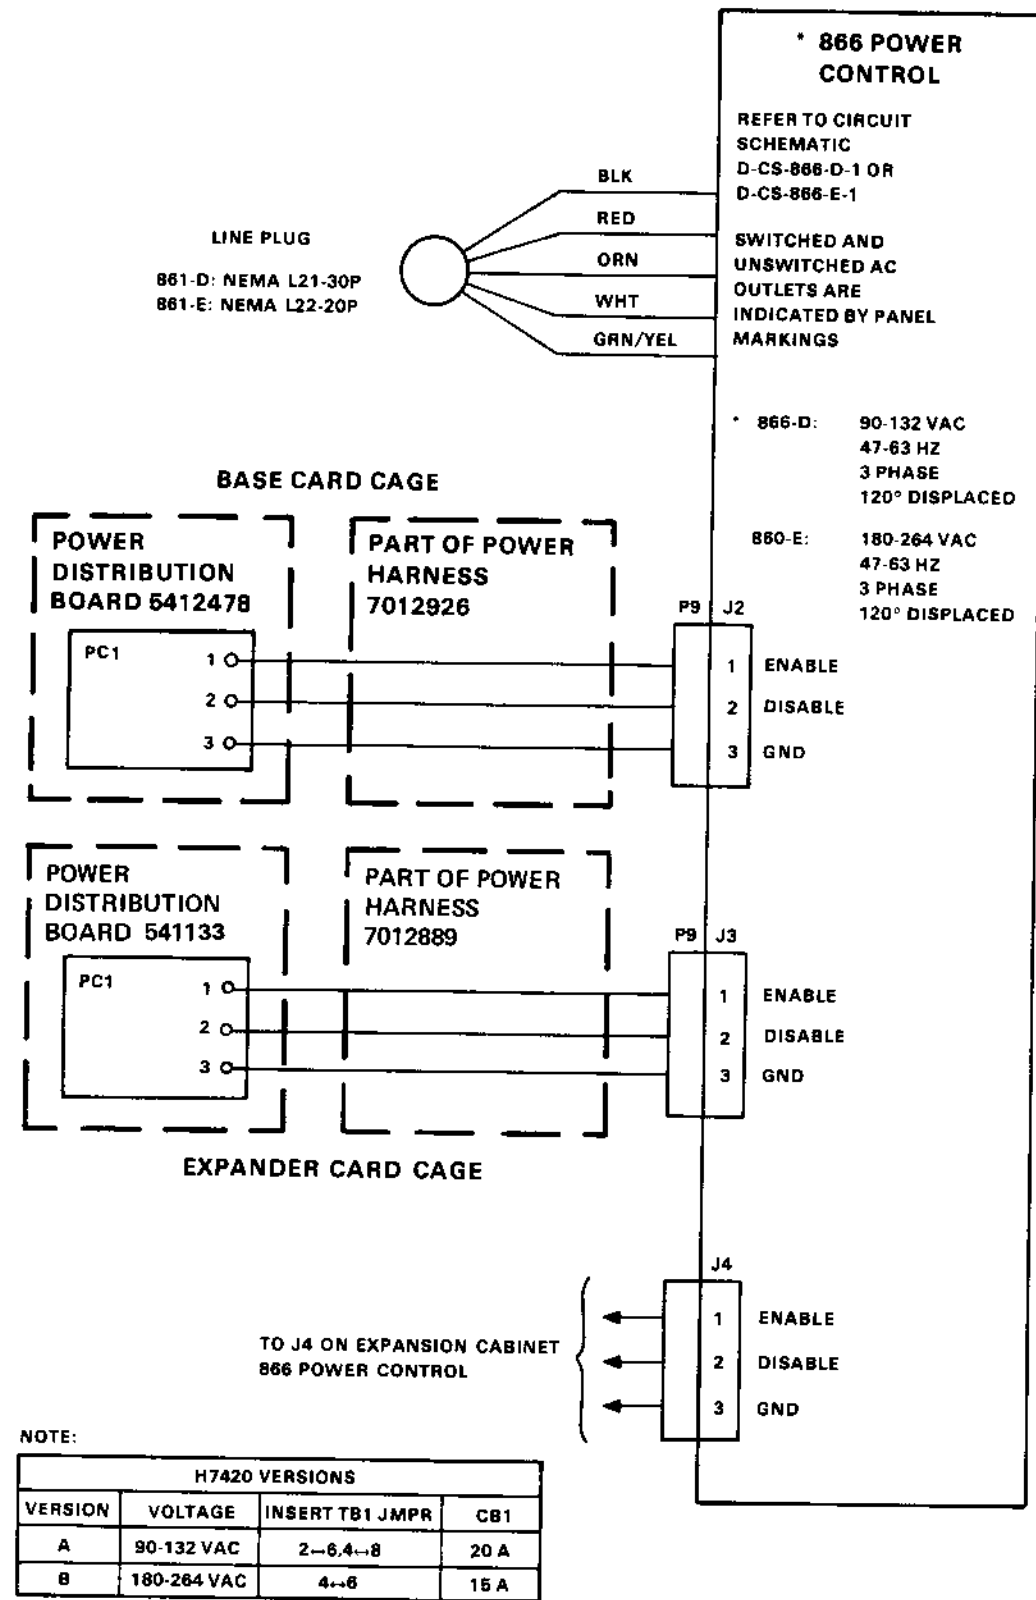 * 866 POWER
CONTROL
REFER TO CIRCUIT
SCHEMATIC
D-CS-866-D-1 OR
D-CS-866-E-1
SWITCHED AND
UNSWITCHED AC
OUTLETS ARE
INDICATED BY PANEL
MARKINGS
BLK
RED
ORN
WHT
GRN/YEL
LINE PLUG
861-D: NEMA L21-30P
861-E: NEMA L22-20P
* 866-D: 90-132 VAC
47-63 HZ
3 PHASE
120° DISPLACED
860-E: 180-264 VAC
47-63 HZ
3 PHASE
120° DISPLACED
BASE CARD CAGE
POWER
DISTRIBUTION
BOARD 5412478
PC1
1
2
3
PART OF POWER
HARNESS
7012926
P9 J2
1 ENABLE
2 DISABLE
3 GND
POWER
DISTRIBUTION
BOARD 541133
PC1
1
2
3
PART OF POWER
HARNESS
7012889
P9 J3
1 ENABLE
2 DISABLE
3 GND
EXPANDER CARD CAGE
J4
1 ENABLE
2 DISABLE
3 GND
TO J4 ON EXPANSION CABINET
866 POWER CONTROL
NOTE:
H7420 VERSIONS
VERSION VOLTAGE INSERT TB1 JMPR CB1
A 90-132 VAC 2↔6,4↔8 20 A
B 180-264 VAC 4↔6 15 A